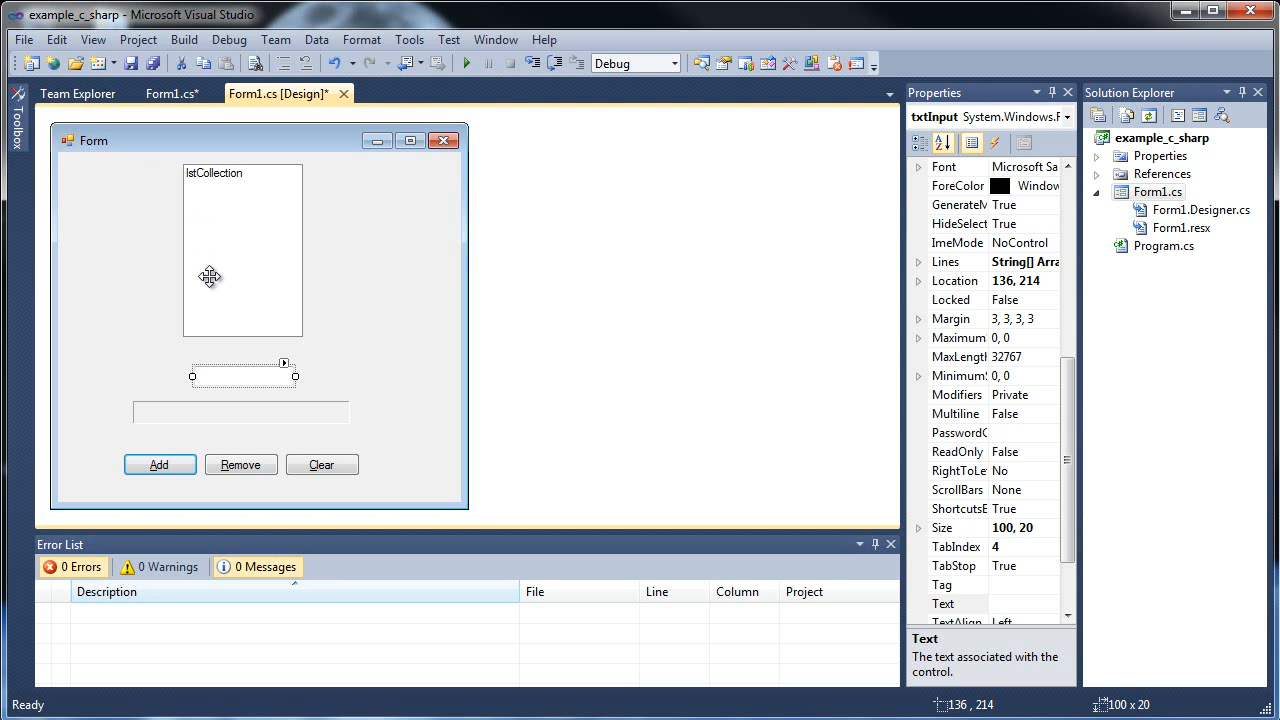 example_c_sharp - Microsoft Visual Studio
File Edit View Project Build Debug Team Data Format Tools Test Window Help
Debug
Team Explorer Form1.cs* Form1.cs [Design]*
Toolbox
Form
lstCollection
Add Remove Clear
Error List
0 Errors 0 Warnings 0 Messages
Description File Line Column Project
Properties
txtInput System.Windows.F
Font Microsoft Sa
ForeColor Window
GenerateM True
HideSelect True
ImeMode NoControl
Lines String[] Arra
Location 136, 214
Locked False
Margin 3, 3, 3, 3
Maximum 0, 0
MaxLength 32767
MinimumS 0, 0
Modifiers Private
Multiline False
PasswordC
ReadOnly False
RightToLe No
ScrollBars None
ShortcutsE True
Size 100, 20
TabIndex 4
TabStop True
Tag
Text
TextAlign Left
Text
The text associated with the
control.
Solution Explorer
example_c_sharp
Properties
References
Form1.cs
Form1.Designer.cs
Form1.resx
Program.cs
Ready 136 , 214 100 x 20